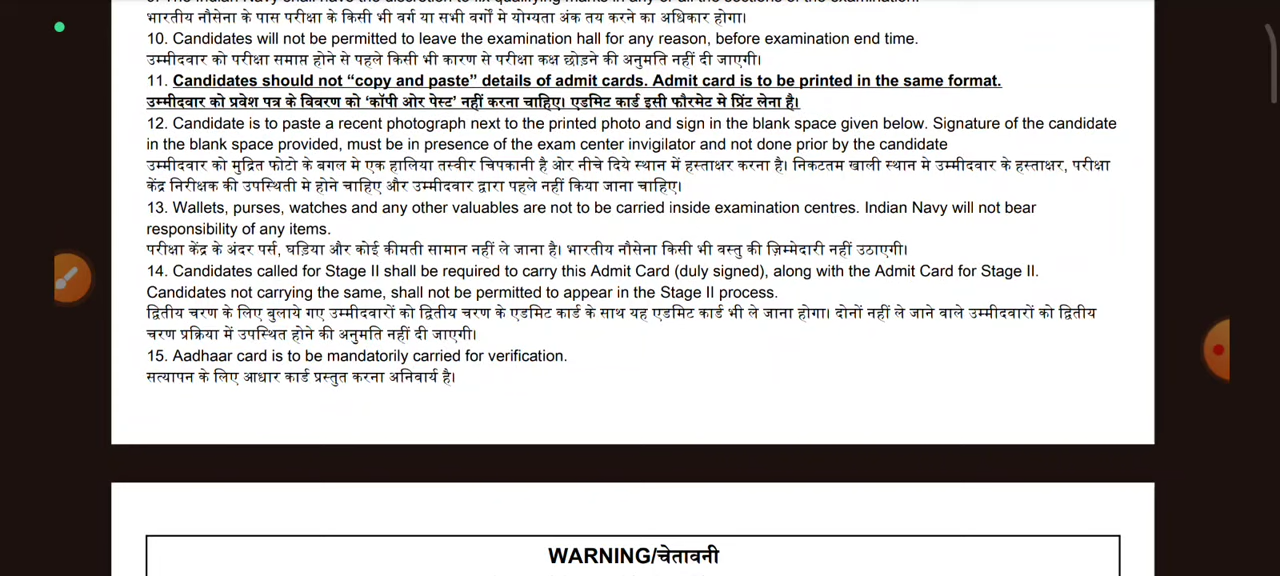 भारतीय नौसेना के पास परीक्षा के किसी भी वर्ग या सभी वर्गों मे योग्यता अंक तय करने का अधिकार होगा।
10. Candidates will not be permitted to leave the examination hall for any reason, before examination end time.
उम्मीदवार को परीक्षा समाप्त होने से पहले किसी भी कारण से परीक्षा कक्ष छोड़ने की अनुमति नहीं दी जाएगी।
11. Candidates should not “copy and paste” details of admit cards. Admit card is to be printed in the same format.
उम्मीदवार को प्रवेश पत्र के विवरण को ‘कॉपी ओर पेस्ट’ नहीं करना चाहिए। एडमिट कार्ड इसी फौरमेट मे प्रिंट लेना है।
12. Candidate is to paste a recent photograph next to the printed photo and sign in the blank space given below. Signature of the candidate
in the blank space provided, must be in presence of the exam center invigilator and not done prior by the candidate
उम्मीदवार को मुद्रित फोटो के बगल मे एक हालिया तस्वीर चिपकानी है ओर नीचे दिये स्थान में हस्ताक्षर करना है। निकटतम खाली स्थान मे उम्मीदवार के हस्ताक्षर, परीक्षा
केंद्र निरीक्षक की उपस्थिती मे होने चाहिए और उम्मीदवार द्वारा पहले नहीं किया जाना चाहिए।
13. Wallets, purses, watches and any other valuables are not to be carried inside examination centres. Indian Navy will not bear
responsibility of any items.
परीक्षा केंद्र के अंदर पर्स, घड़िया और कोई कीमती सामान नहीं ले जाना है। भारतीय नौसेना किसी भी वस्तु की ज़िम्मेदारी नहीं उठाएगी।
14. Candidates called for Stage II shall be required to carry this Admit Card (duly signed), along with the Admit Card for Stage II.
Candidates not carrying the same, shall not be permitted to appear in the Stage II process.
द्वितीय चरण के लिए बुलाये गए उम्मीदवारों को द्वितीय चरण के एडमिट कार्ड के साथ यह एडमिट कार्ड भी ले जाना होगा। दोनों नहीं ले जाने वाले उम्मीदवारों को द्वितीय
चरण प्रक्रिया में उपस्थित होने की अनुमति नहीं दी जाएगी।
15. Aadhaar card is to be mandatorily carried for verification.
सत्यापन के लिए आधार कार्ड प्रस्तुत करना अनिवार्य है।
WARNING/चेतावनी